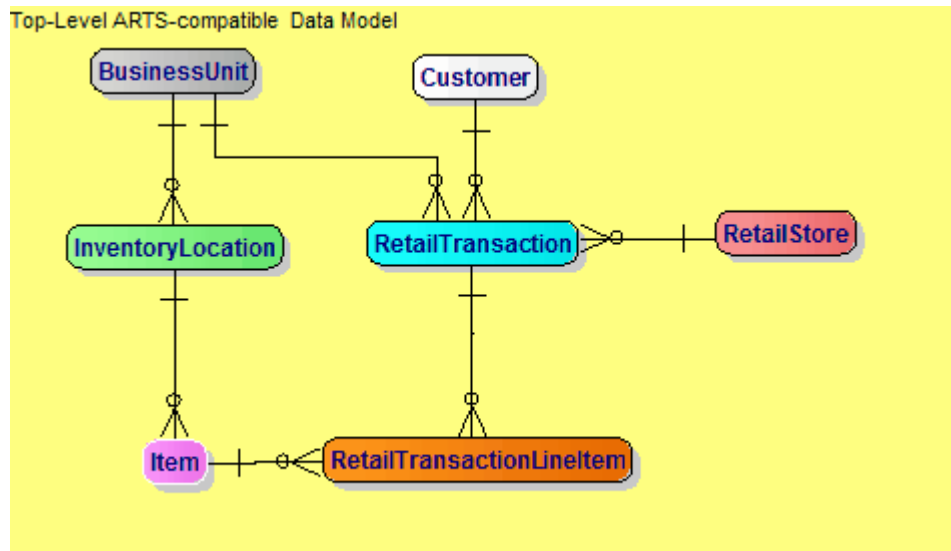 Top-Level ARTS-compatible Data Model
BusinessUnit
Customer
InventoryLocation
RetailTransaction
RetailStore
Item
RetailTransactionLineItem